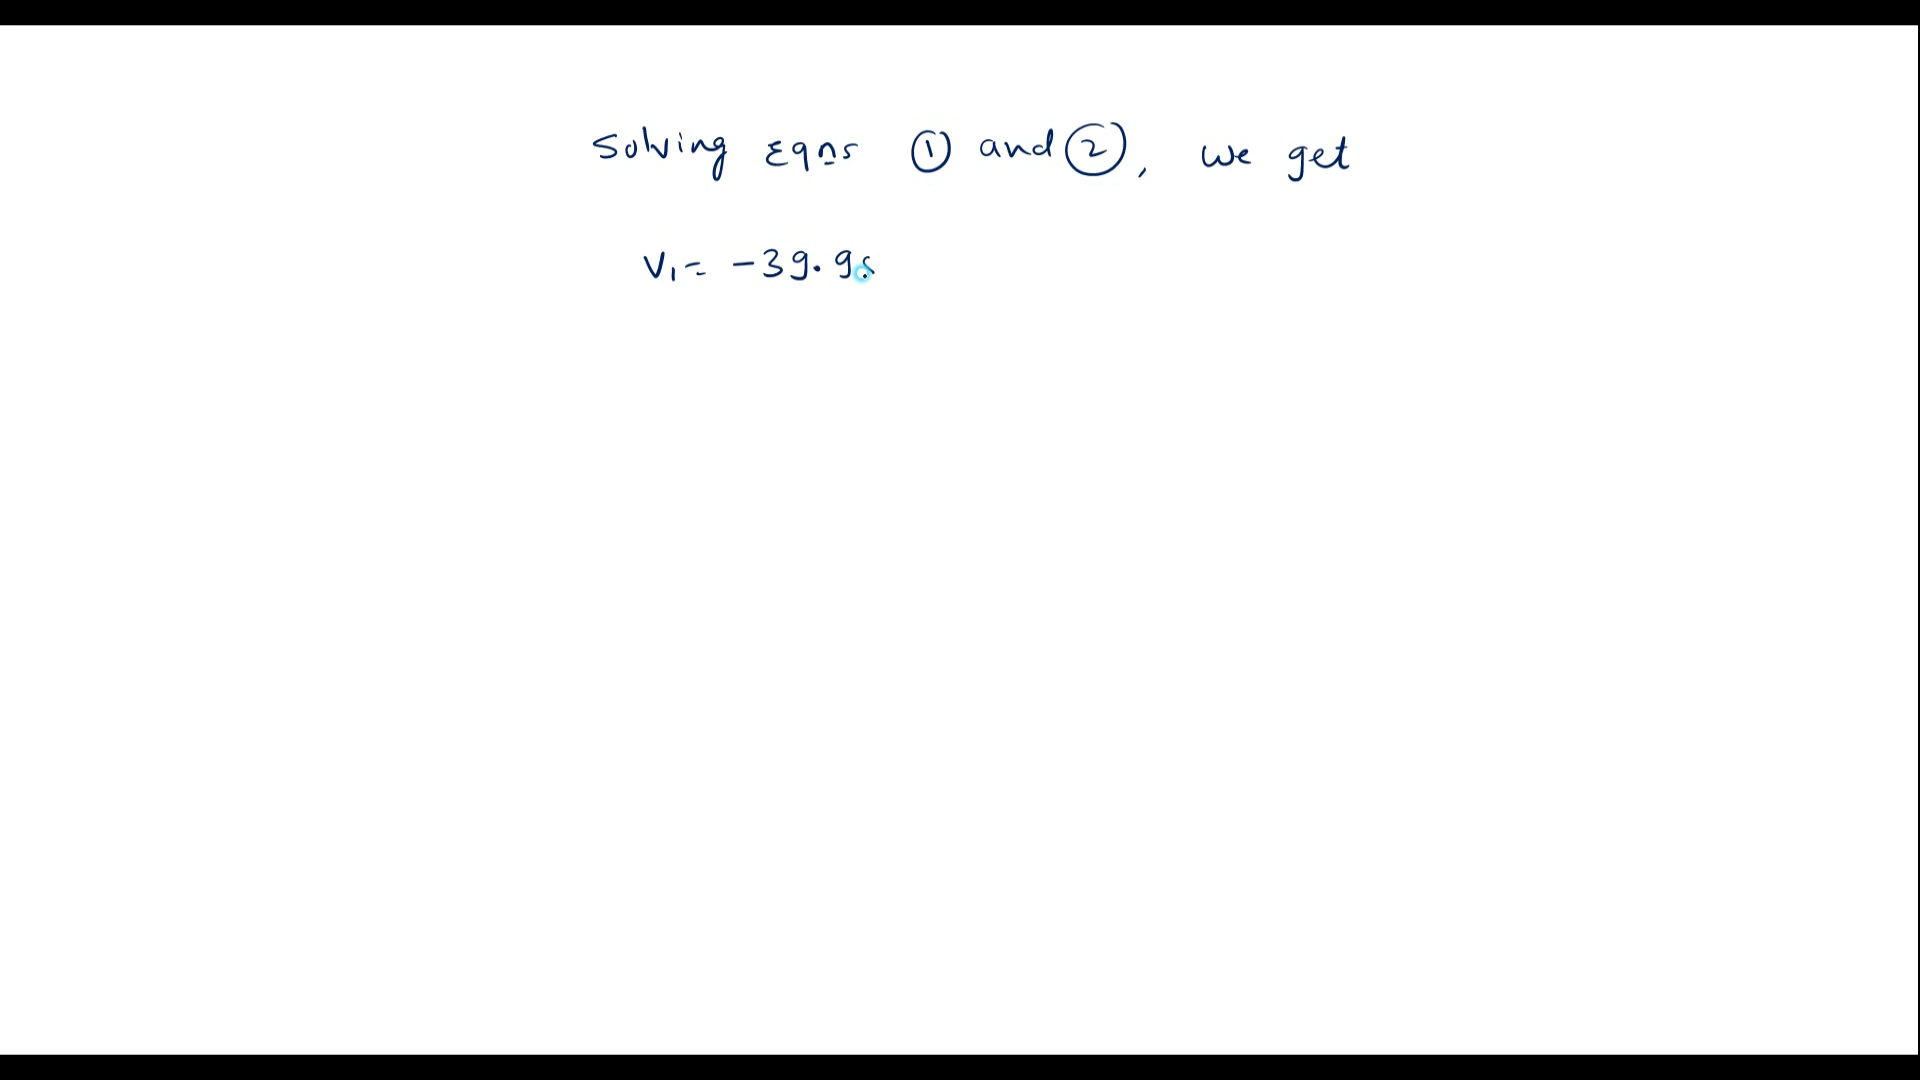 Solving Eqns ① and ②, we get
V₁ = -39.9